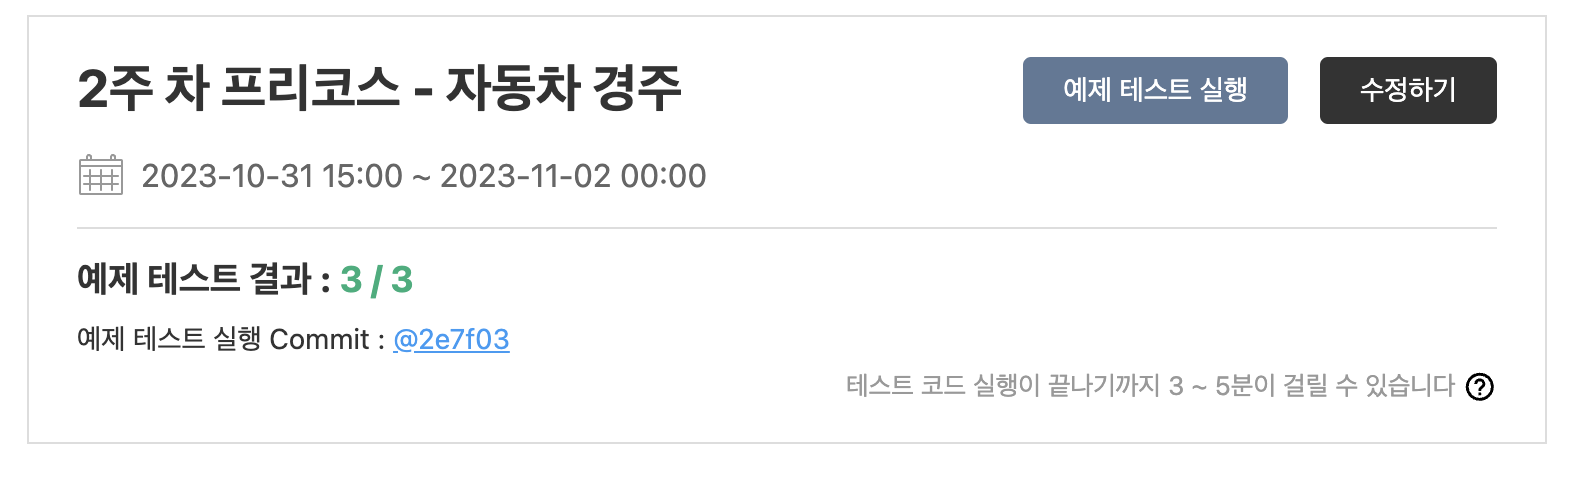 2주 차 프리코스 - 자동차 경주
예제 테스트 실행
수정하기
2023-10-31 15:00 ~ 2023-11-02 00:00
예제 테스트 결과 : 3 / 3
예제 테스트 실행 Commit : @2e7f03
테스트 코드 실행이 끝나기까지 3 ~ 5분이 걸릴 수 있습니다 ?